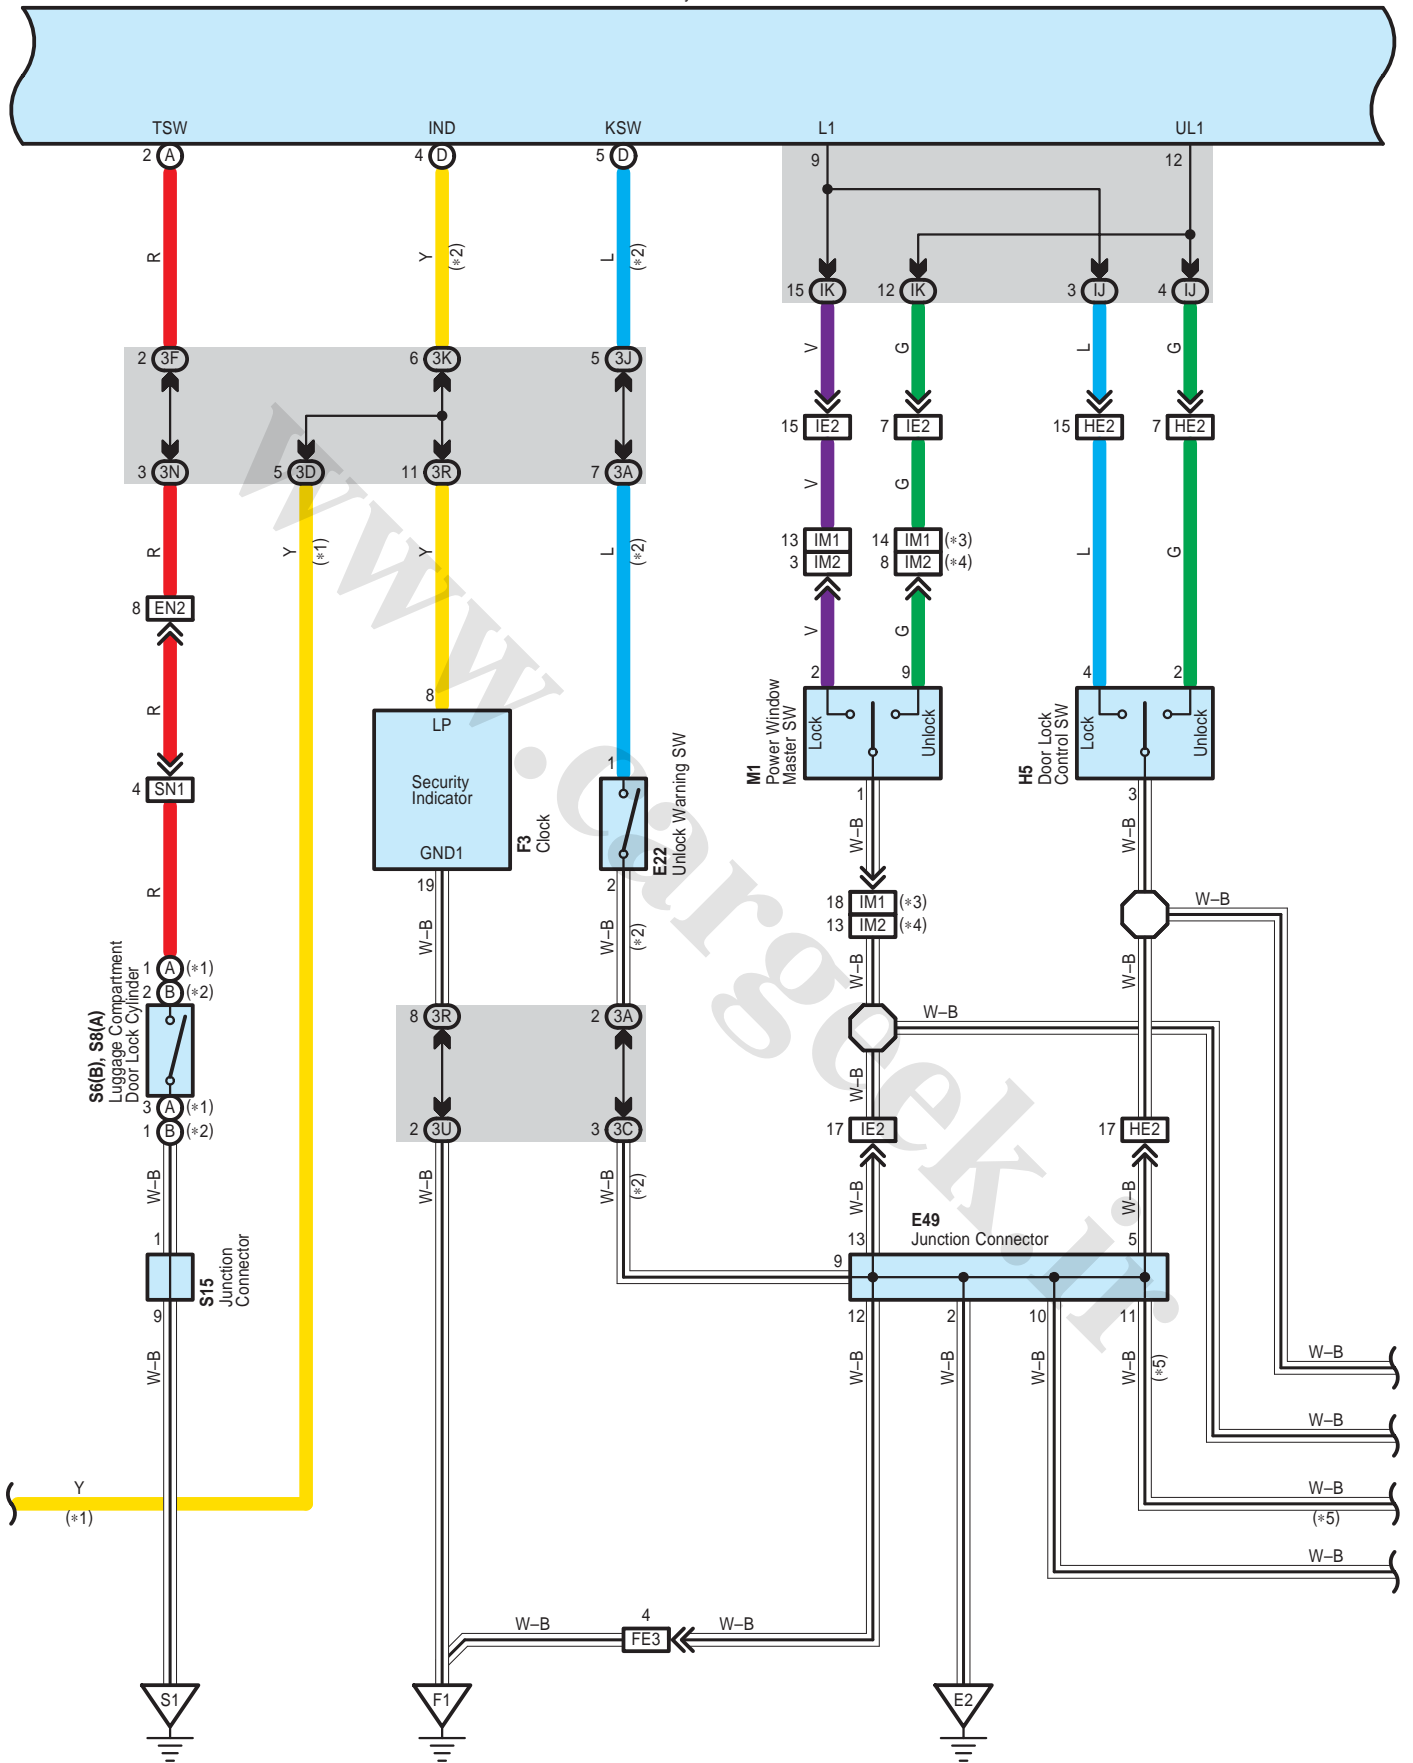 TSW IND KSW L1 UL1
2 A 4 D 5 D 9 12
R Y (*2) L (*2)
15 IK 12 IK 3 IJ 4 IJ
V G L G
2 3F 6 3K 5 3J
15 IE2 7 IE2 15 HE2 7 HE2
3 3N 5 3D 11 3R 7 3A
V G
R Y (*1) Y L (*2) L G
13 IM1 14 IM1 (*3)
3 IM2 8 IM2 (*4)
8 EN2
V G
R
2 9 4 2
8
LP
Lock Unlock
M1
Power Window
Master SW
Lock Unlock
H5
Door Lock
Control SW
1
4 SN1
Security
Indicator
GND1
F3
Clock
E22
Unlock Warning SW
1 3
W–B W–B
R
19 2
18 IM1 (*3)
13 IM2 (*4)
W–B
W–B W–B (*2)
1 A (*1)
2 B (*2)
W–B W–B
S6(B), S8(A)
Luggage Compartment
Door Lock Cylinder
8 3R 2 3A
W–B
W–B
3 A (*1)
1 B (*2)
2 3U 3 3C
17 IE2 17 HE2
W–B W–B W–B (*2) W–B W–B
E49
Junction Connector
1 13 5
9
S15
Junction
Connector
9 12 2 10 11
W–B W–B W–B W–B W–B (*5)
W–B
W–B
Y
(*1)
W–B
(*5)
W–B
W–B 4 W–B
FE3
S1 F1 E2
www.cargeek.ir